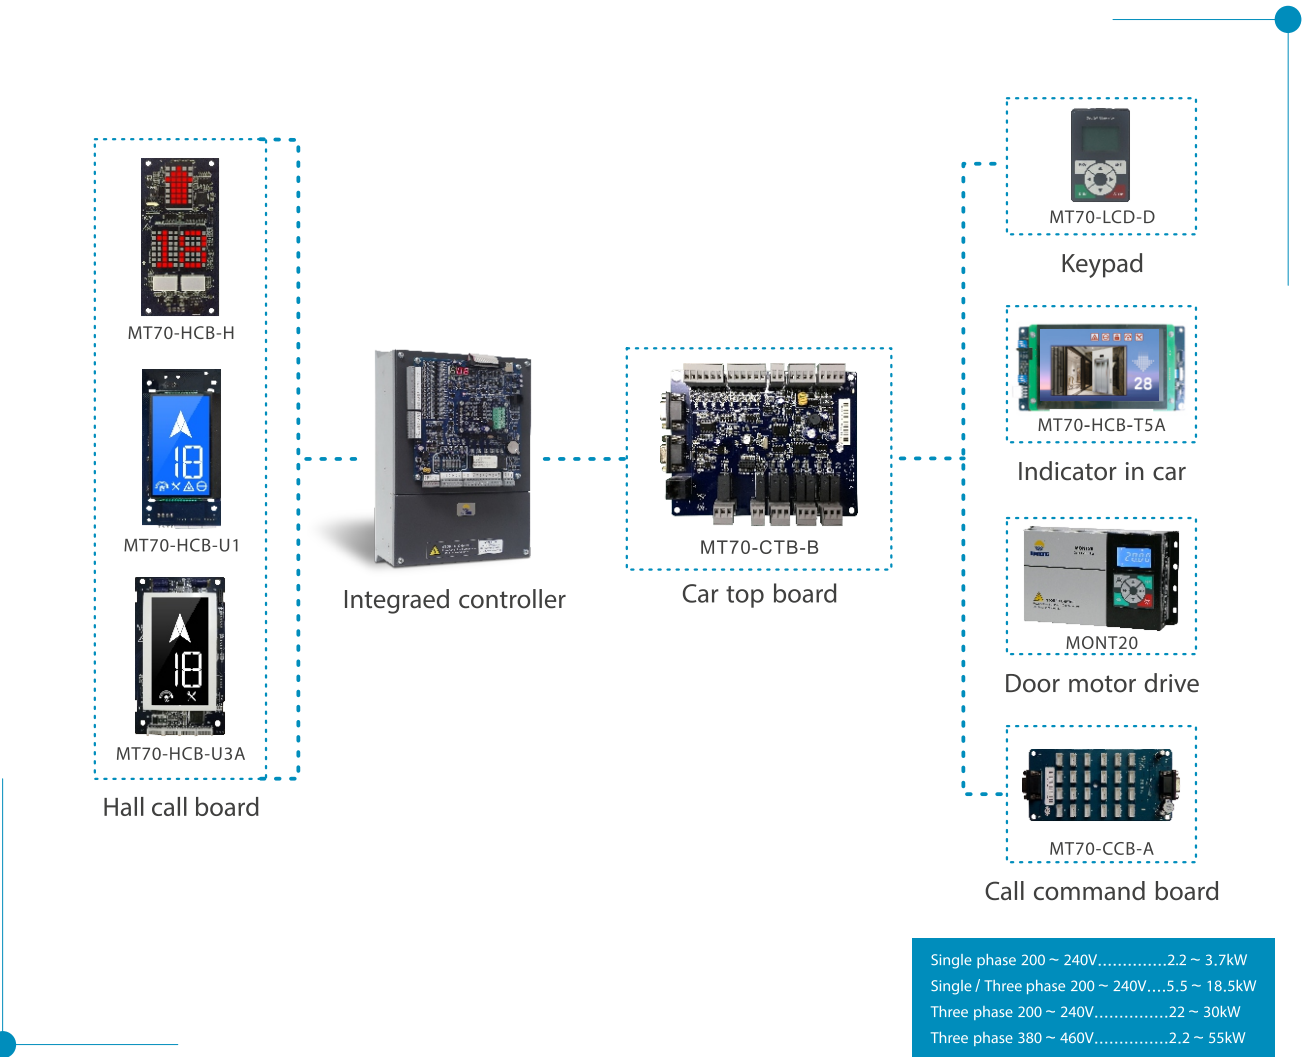 MT70-HCB-H
18
MT70-HCB-U1
18
MT70-HCB-U3A
Hall call board
Integraed controller
MT70-CTB-B
Car top board
MT70-LCD-D
Keypad
28
MT70-HCB-T5A
Indicator in car
MONT20
Door motor drive
MT70-CCB-A
Call command board
Single phase 200 ~ 240V..............2.2 ~ 3.7kW
Single / Three phase 200 ~ 240V....5.5 ~ 18.5kW
Three phase 200 ~ 240V...............22 ~ 30kW
Three phase 380 ~ 460V...............2.2 ~ 55kW